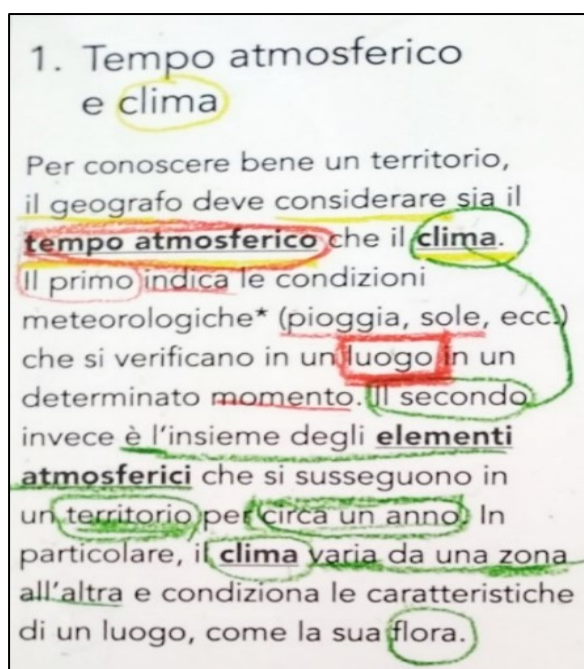 1. Tempo atmosferico
e clima
Per conoscere bene un territorio,
il geografo deve considerare sia il
tempo atmosferico che il clima.
Il primo indica le condizioni
meteorologiche* (pioggia, sole, ecc.)
che si verificano in un luogo in un
determinato momento. Il secondo
invece è l'insieme degli elementi
atmosferici che si susseguono in
un territorio per circa un anno. In
particolare, il clima varia da una zona
all'altra e condiziona le caratteristiche
di un luogo, come la sua flora.